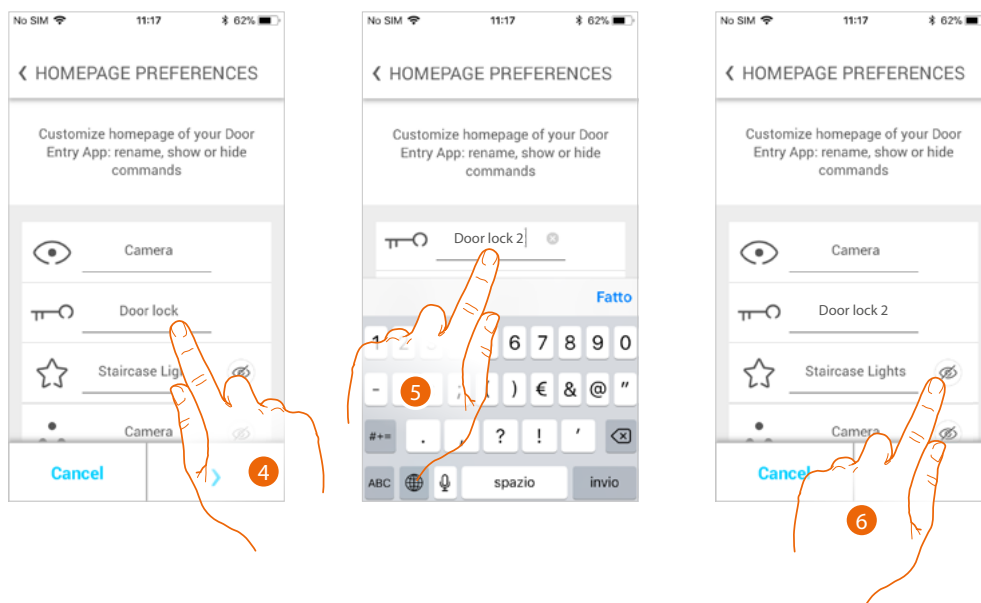 No SIM 11:17 62%
HOMEPAGE PREFERENCES
Customize homepage of your Door
Entry App: rename, show or hide
commands
Camera
Door lock
Staircase Lig
Camera
Cancel
4
No SIM 11:17 62%
HOMEPAGE PREFERENCES
Customize homepage of your Door
Entry App: rename, show or hide
commands
Door lock 2
Fatto
1 2 6 7 8 9 0
- ; ( ) € & @ "
5
#+= . , ? ! '
ABC spazio invio
No SIM 11:17 62%
HOMEPAGE PREFERENCES
Customize homepage of your Door
Entry App: rename, show or hide
commands
Camera
Door lock 2
Staircase Lights
Camera
Cancel
6